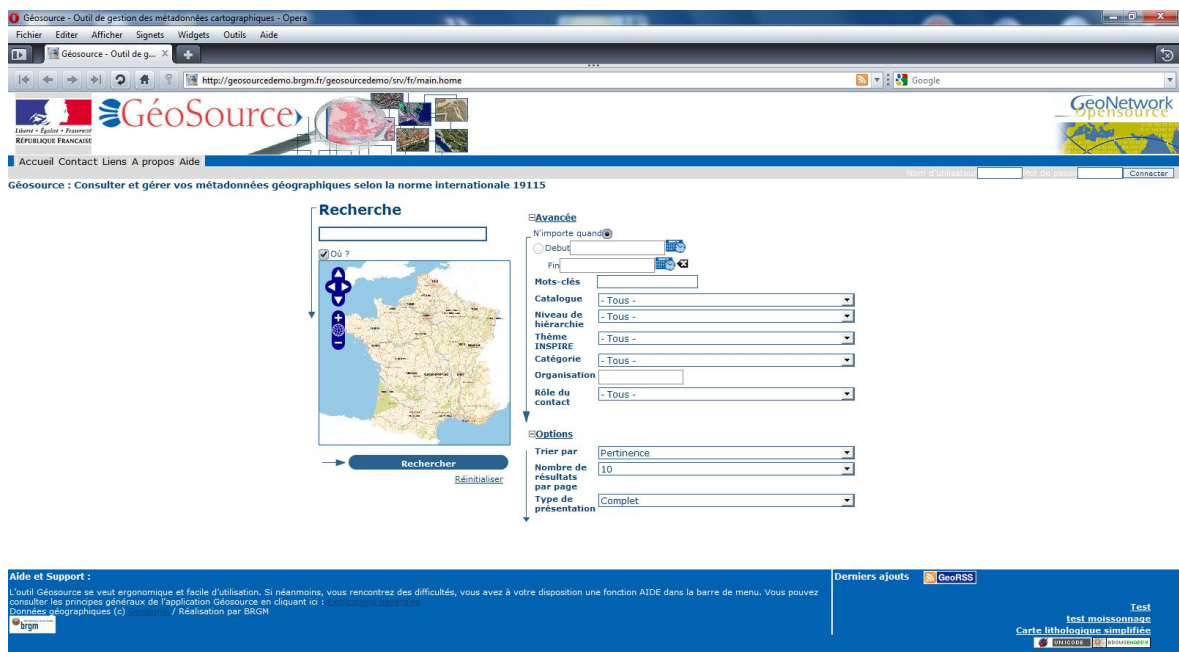 Géosource - Outil de gestion des métadonnées cartographiques - Opera
Fichier Editer Afficher Signets Widgets Outils Aide
Géosource - Outil de g...
http://geosourcedemo.brgm.fr/geosourcedemo/srv/fr/main.home
Google
GéoSource
Liberté • Égalité • Fraternité
RÉPUBLIQUE FRANÇAISE
GeoNetwork
Opensource
Accueil Contact Liens A propos Aide
Nom d'utilisateur Mot de passe Connecter
Géosource : Consulter et gérer vos métadonnées géographiques selon la norme internationale 19115
Recherche
Où ?
Rechercher
Réinitialiser
Avancée
N'importe quand
Debut
Fin
Mots-clés
Catalogue - Tous -
Niveau de hiérarchie - Tous -
Thème INSPIRE - Tous -
Catégorie - Tous -
Organisation
Rôle du contact - Tous -
Options
Trier par Pertinence
Nombre de résultats par page 10
Type de présentation Complet
Aide et Support :
L'outil Géosource se veut ergonomique et facile d'utilisation. Si néanmoins, vous rencontrez des difficultés, vous avez à votre disposition une fonction AIDE dans la barre de menu. Vous pouvez
consulter les principes généraux de l'application Géosource en cliquant ici : Explications générales
Données géographiques (c) / Réalisation par BRGM
brgm
Derniers ajouts GeoRSS
Test
test moissonnage
Carte lithologique simplifiée
UNICODE BROWSEHAPPY